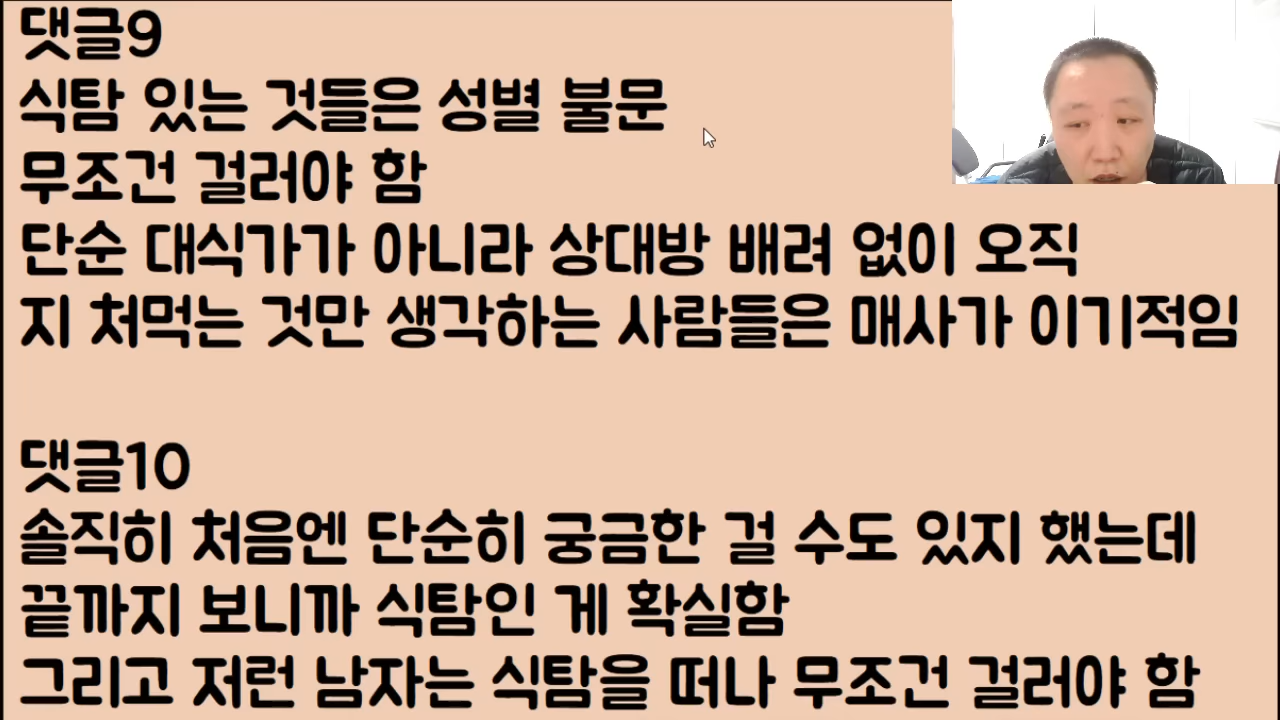 댓글9
식탐 있는 것들은 성별 불문
무조건 걸러야 함
단순 대식가가 아니라 상대방 배려 없이 오직
지 처먹는 것만 생각하는 사람들은 매사가 이기적임
댓글10
솔직히 처음엔 단순히 궁금한 걸 수도 있지 했는데
끝까지 보니까 식탐인 게 확실함
그리고 저런 남자는 식탐을 떠나 무조건 걸러야 함